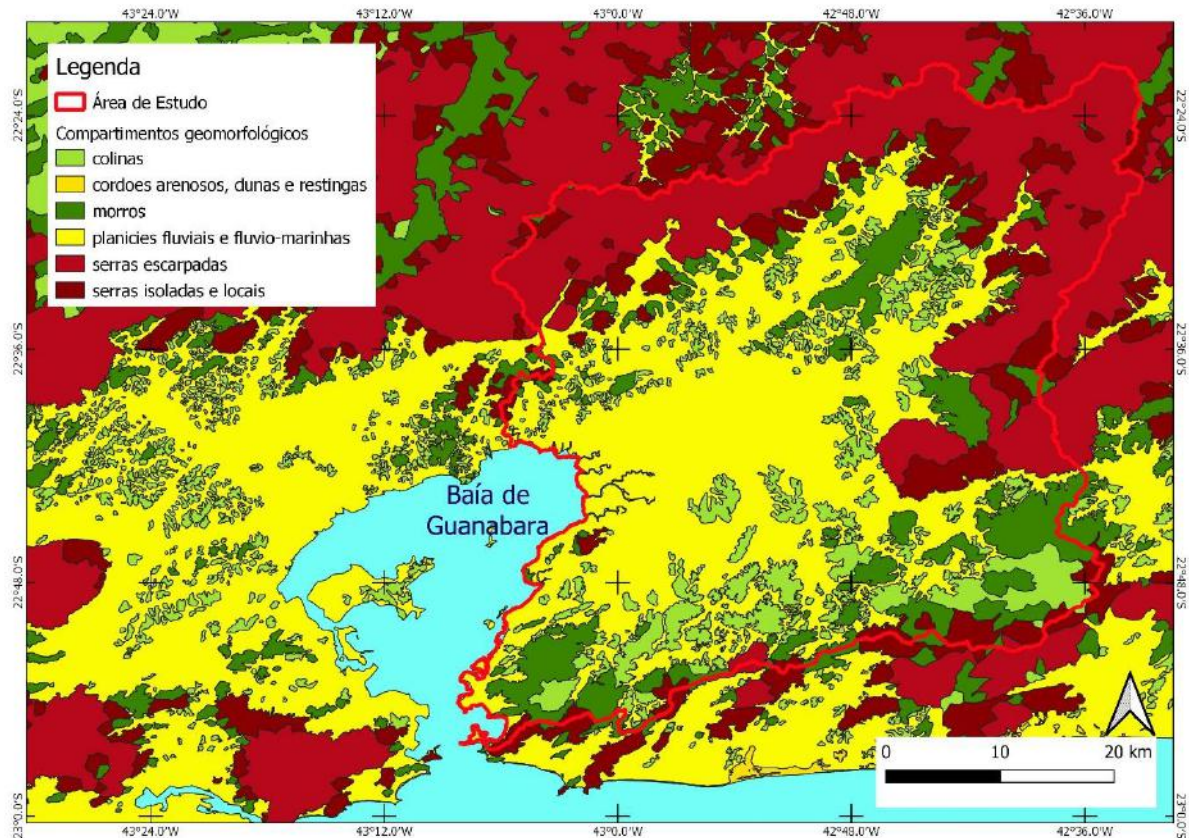 43°24.0'W 43°12.0'W 43°0.0'W 42°48.0'W 42°36.0'W
Legenda
Área de Estudo
Compartimentos geomorfológicos
colinas
cordoes arenosos, dunas e restingas
morros
planicies fluviais e fluvio-marinhas
serras escarpadas
serras isoladas e locais
22°24.0'S 22°24.0'S
22°36.0'S 22°36.0'S
Baía de
Guanabara
22°48.0'S 22°48.0'S
0 10 20 km
23°0.0'S 23°0.0'S
43°24.0'W 43°12.0'W 43°0.0'W 42°48.0'W 42°36.0'W